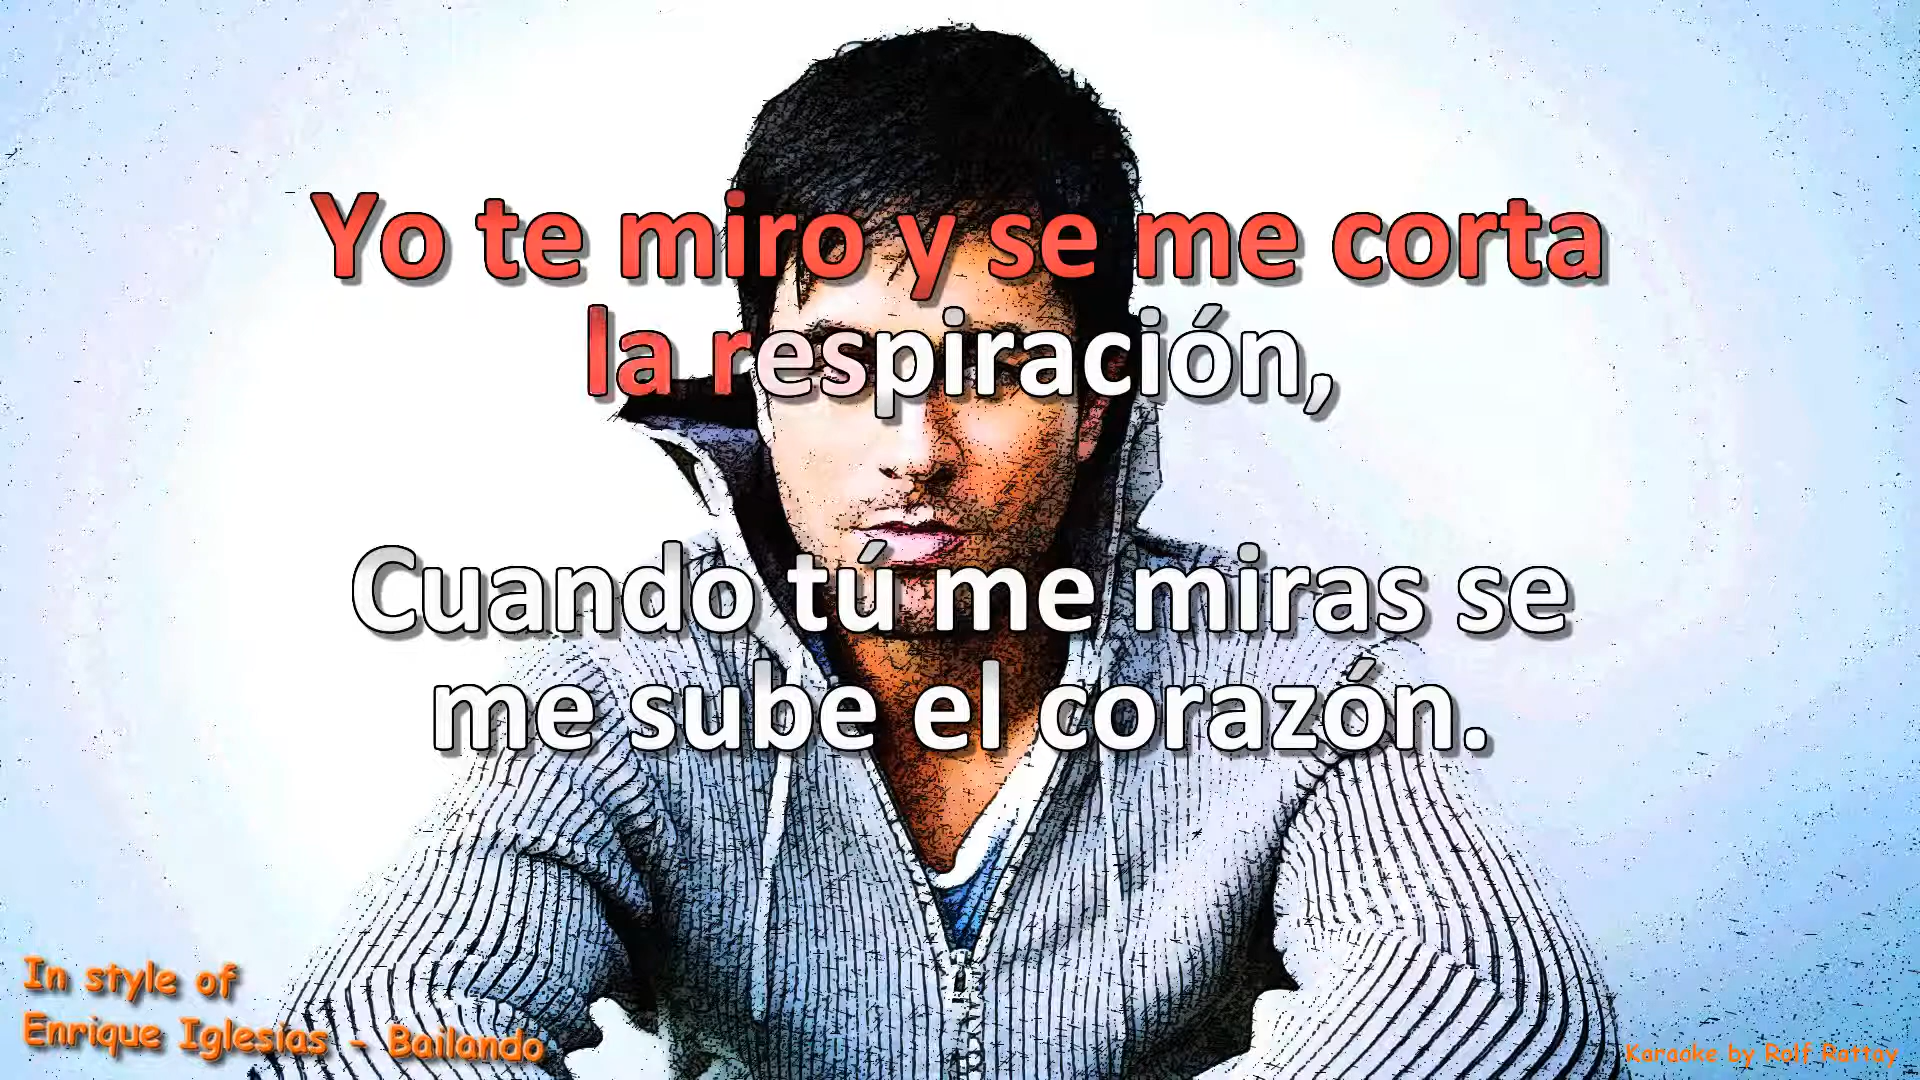 Yo te miro y se me corta
la respiración,
Cuando tú me miras se
me sube el corazón.
In style of
Enrique Iglesias - Bailando
Karaoke by Rolf Rattay